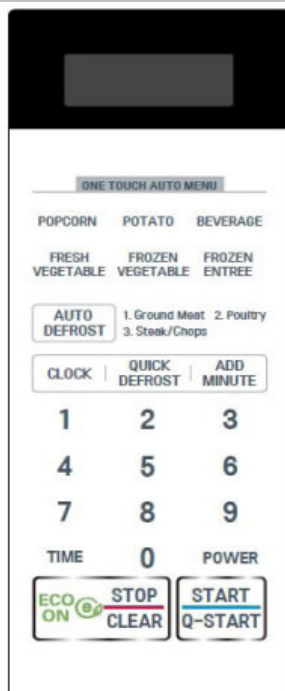 ONE TOUCH AUTO MENU
POPCORN POTATO BEVERAGE
FRESH VEGETABLE FROZEN VEGETABLE FROZEN ENTREE
AUTO DEFROST
1. Ground Meat 2. Poultry
3. Steak/Chops
CLOCK QUICK DEFROST ADD MINUTE
1 2 3
4 5 6
7 8 9
TIME 0 POWER
ECO ON STOP CLEAR START Q-START